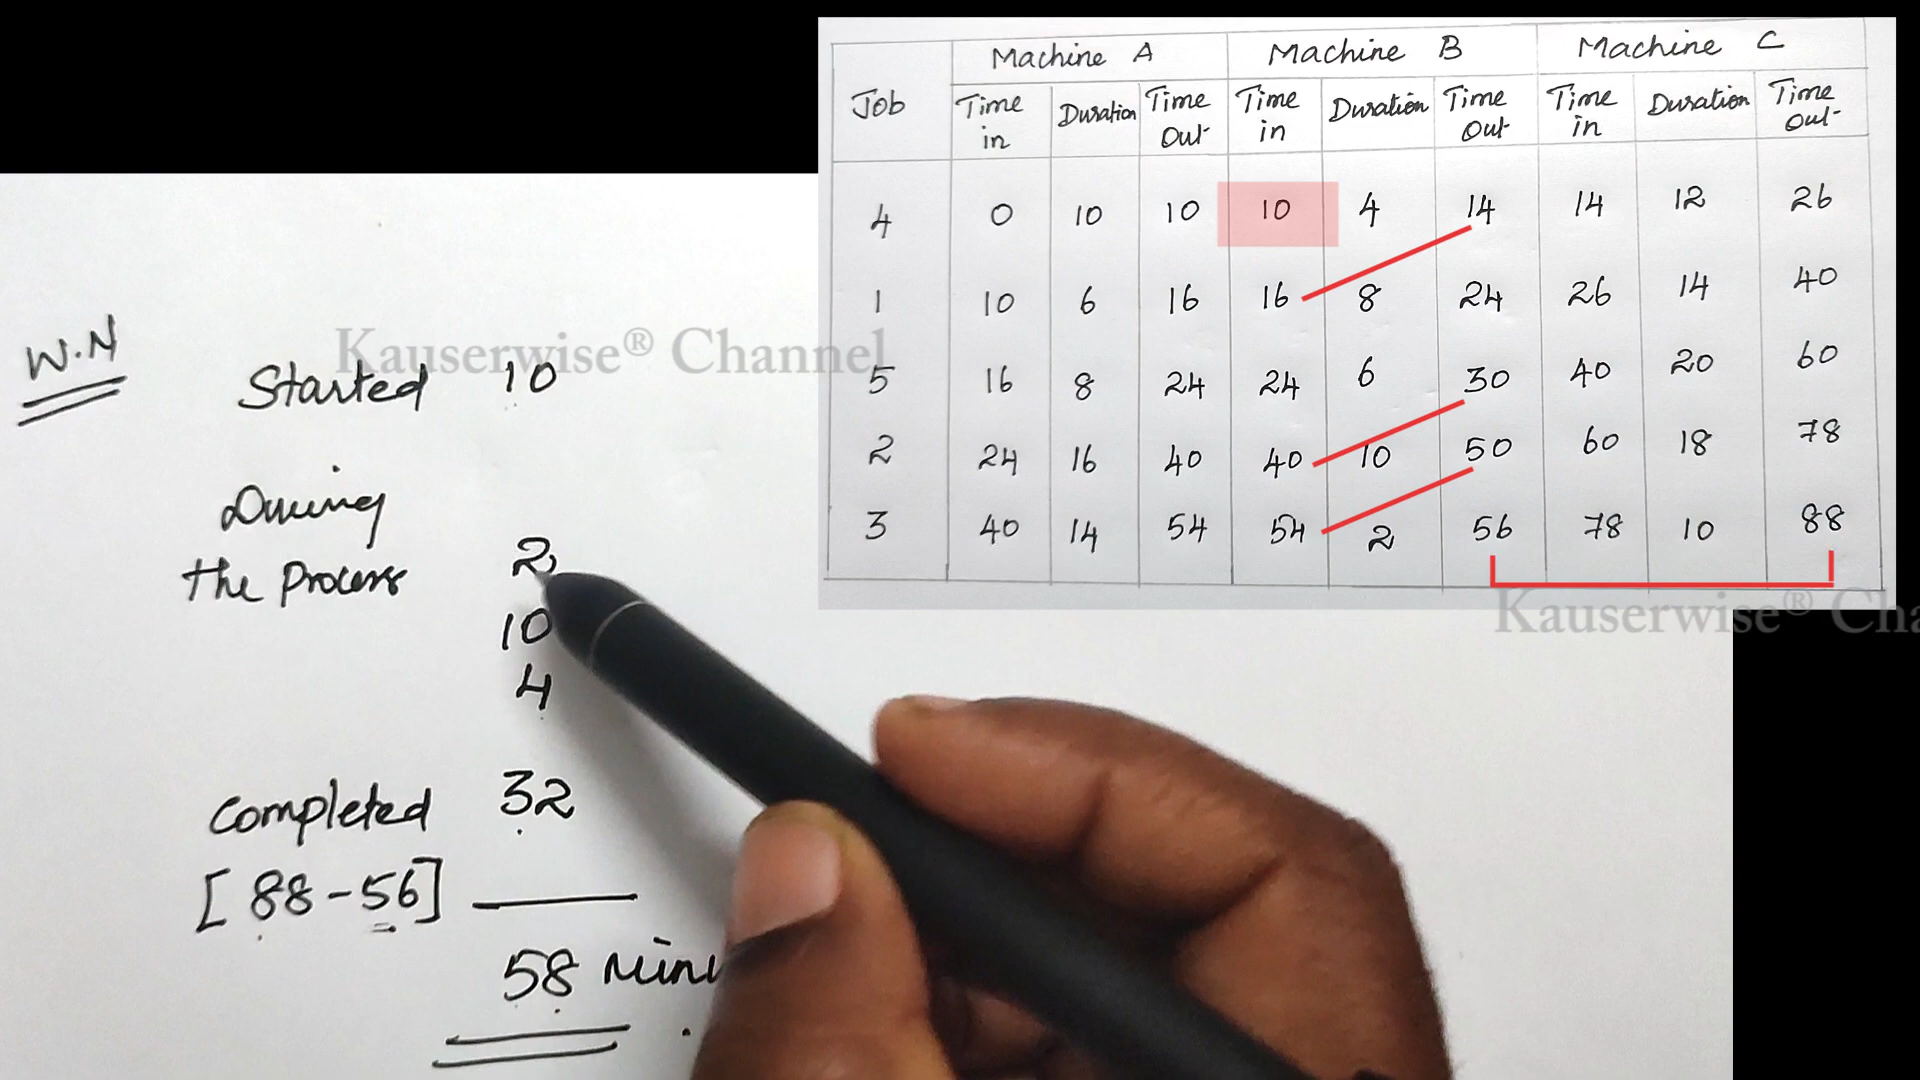 Machine A Machine B Machine C
Job Time in Duration Time Out Time in Duration Time Out Time in Duration Time Out
4 0 10 10 10 4 14 14 12 26
1 10 6 16 16 8 24 26 14 40
5 16 8 24 24 6 30 40 20 60
2 24 16 40 40 10 50 60 18 78
3 40 14 54 54 2 56 78 10 88
Kauserwise® Cha
W.N
Kauserwise® Channel
Started 10
During
the Process 2
10
4
Completed 32
[88-56]
58 minu